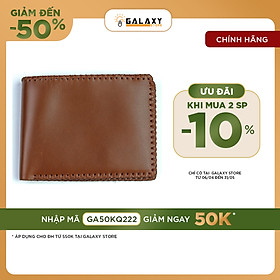 GIẢM ĐẾN
-50%
GALAXY
CHÍNH HÃNG
ƯU ĐÃI
KHI MUA 2 SP
-10%
CHỈ CÓ TẠI GALAXY STORE
TỪ 06/04 ĐẾN 31/05
NHẬP MÃ GA50KQ222 GIẢM NGAY 50K*
* ÁP DỤNG CHO ĐH TỪ 550K TẠI GALAXY STORE